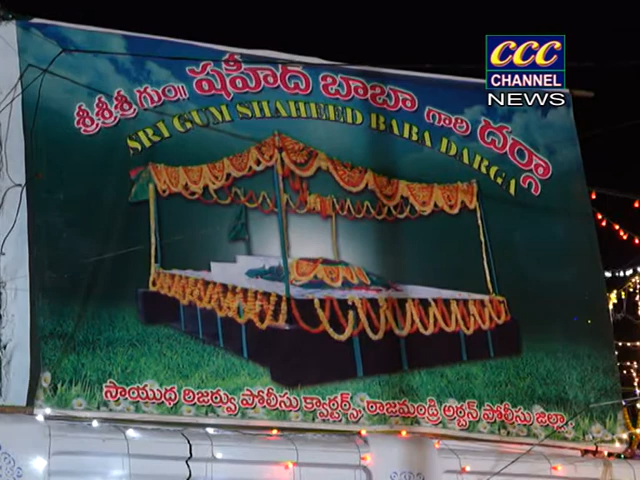 CCC
CHANNEL
NEWS
శ్రీశ్రీశ్రీ గుం॥ షహీద్ బాబా గారి దర్గా
SRI GUM SHAHEED BABA DARGA
సాయుధ రిజర్వు పోలీసు క్వార్టర్స్, రాజమండ్రి అర్బన్ పోలీసు జిల్లా.